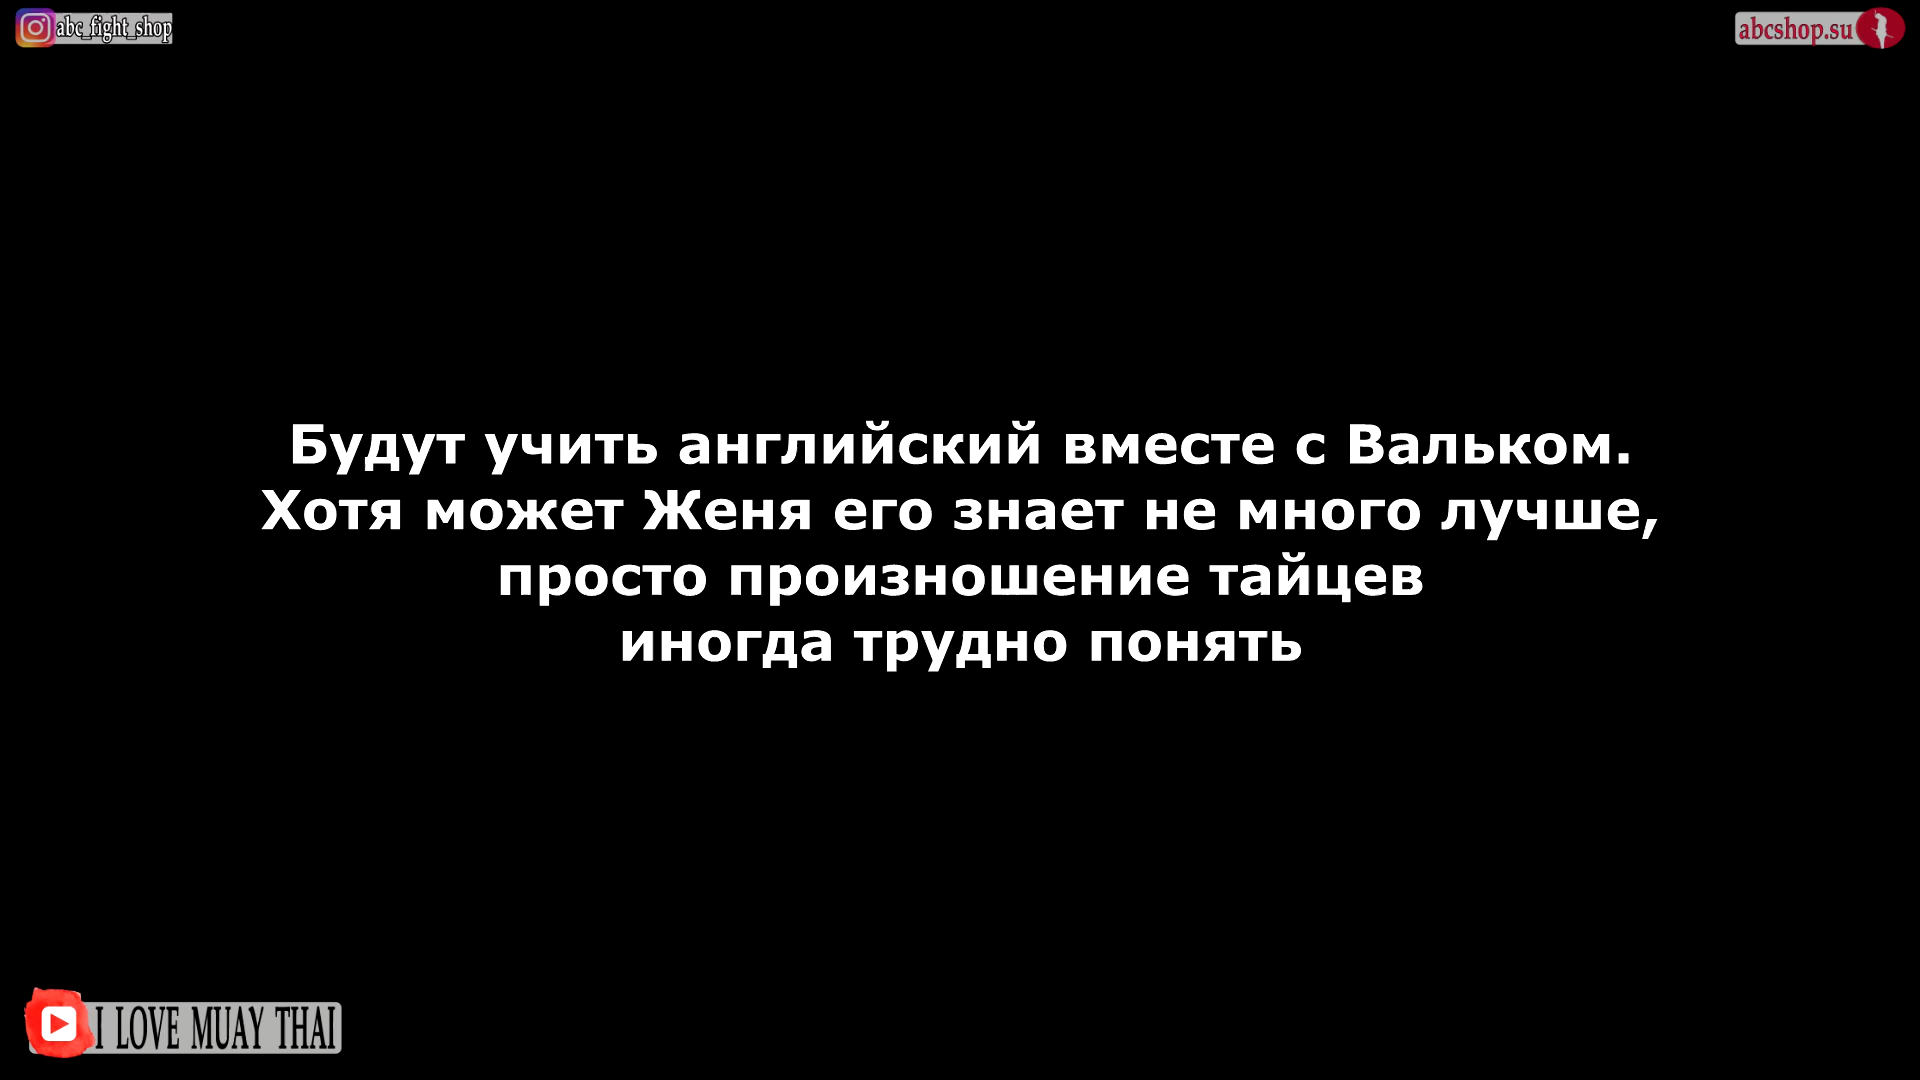 abc_fight_shop
abcshop.su
Будут учить английский вместе с Вальком.
Хотя может Женя его знает не много лучше,
просто произношение тайцев
иногда трудно понять
I LOVE MUAY THAI